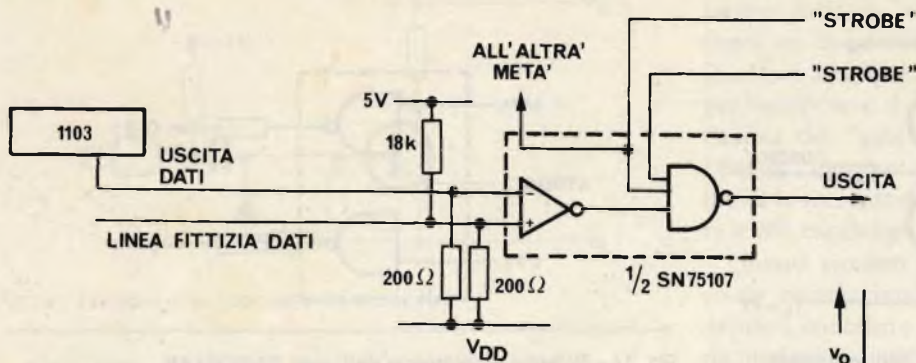 "STROBE"
ALL'ALTRA'
METÀ'
"STROBE"
5V
1103
18k
USCITA
DATI
USCITA
-
+
LINEA FITTIZIA DATI
200Ω
200Ω
1/2 SN75107
VDD
vo